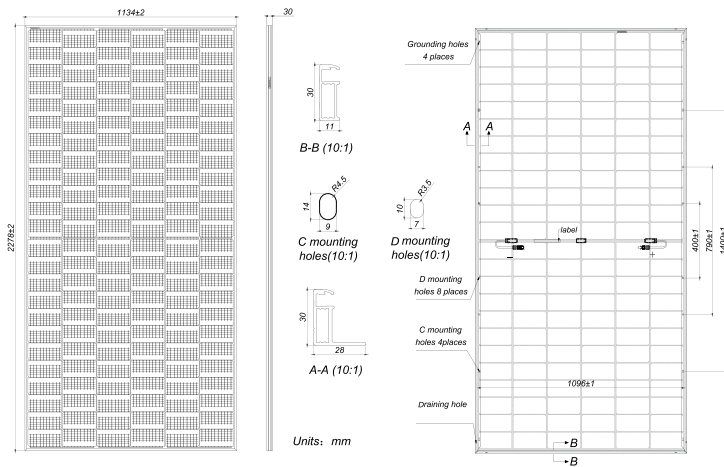 1134±2
30
2278±2
30
11
B-B (10:1)
R4.5
14
9
C mounting
holes(10:1)
R3.5
10
7
D mounting
holes(10:1)
30
28
A-A (10:1)
Units: mm
Grounding holes
4 places
A
A
label
D mounting
holes 8 places
C mounting
holes 4places
1096±1
Draining hole
B
B
400±1
790±1
1400±1
−
+